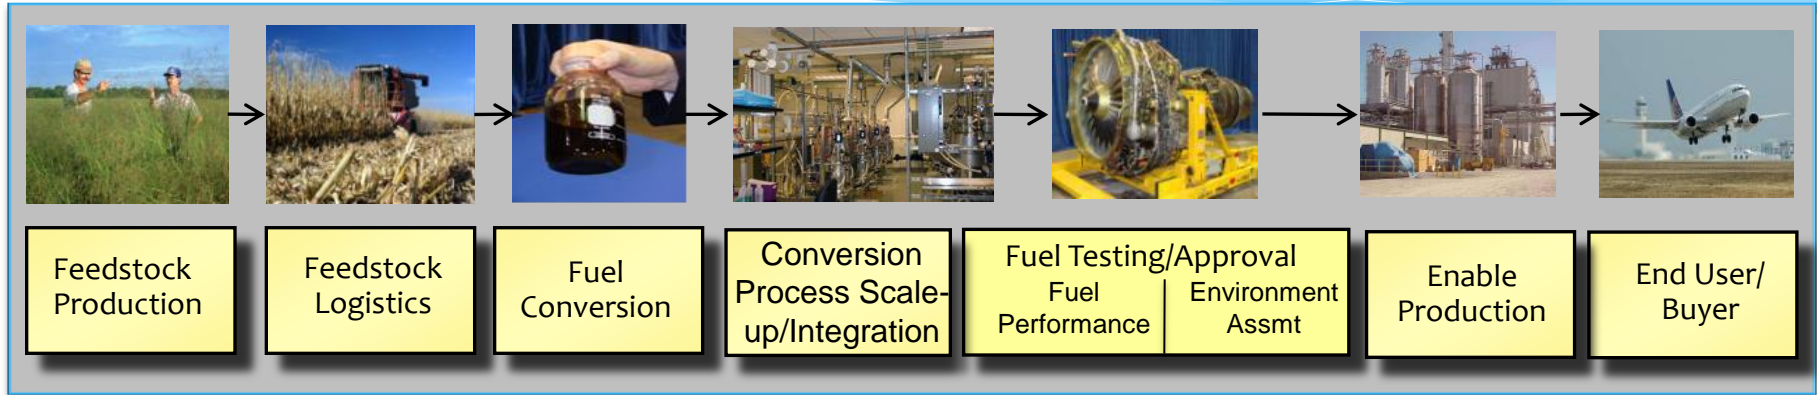 Feedstock
Production
Feedstock
Logistics
Fuel
Conversion
Conversion
Process Scale-
up/Integration
Fuel Testing/Approval
Fuel
Performance
Environment
Assmt
Enable
Production
End User/
Buyer